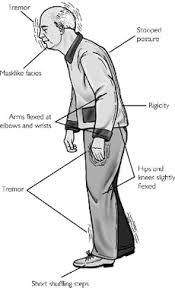 Tremor
Stooped
posture
Masklike facies
Rigidity
Arms flexed at
elbows and wrists
Hips and
knees slightly
flexed
Tremor
Short shuffling steps